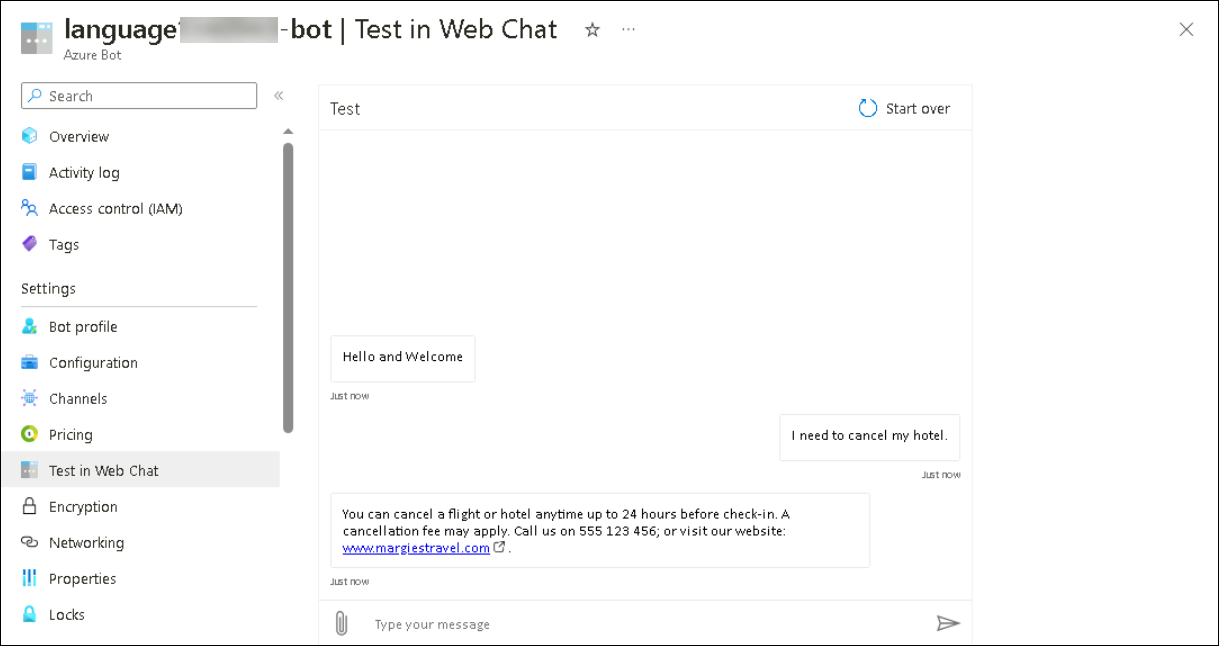 language -bot | Test in Web Chat
Azure Bot
Search
Overview
Activity log
Access control (IAM)
Tags
Settings
Bot profile
Configuration
Channels
Pricing
Test in Web Chat
Encryption
Networking
Properties
Locks
Test
Start over
Hello and Welcome
Just now
I need to cancel my hotel.
Just now
You can cancel a flight or hotel anytime up to 24 hours before check-in. A
cancellation fee may apply. Call us on 555 123 456; or visit our website:
www.margiestravel.com .
Just now
Type your message